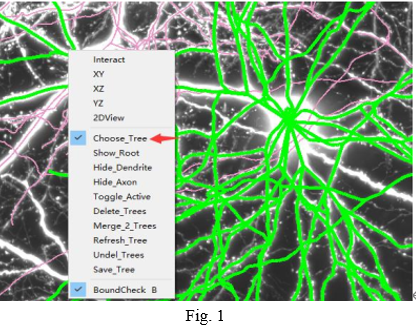 Interact
XY
XZ
YZ
2DView
Choose_Tree
Show_Root
Hide_Dendrite
Hide_Axon
Toggle_Active
Delete_Trees
Merge_2_Trees
Refresh_Tree
Undel_Trees
Save_Tree
BoundCheck B
Fig. 1